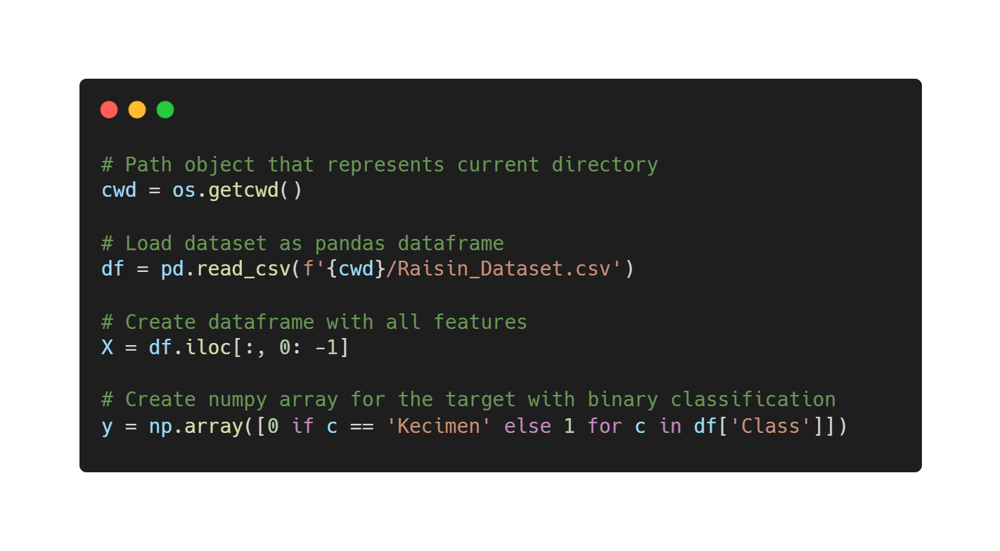 # Path object that represents current directory
cwd = os.getcwd()
# Load dataset as pandas dataframe
df = pd.read_csv(f'{cwd}/Raisin_Dataset.csv')
# Create dataframe with all features
X = df.iloc[:, 0: -1]
# Create numpy array for the target with binary classification
y = np.array([0 if c == 'Kecimen' else 1 for c in df['Class']])